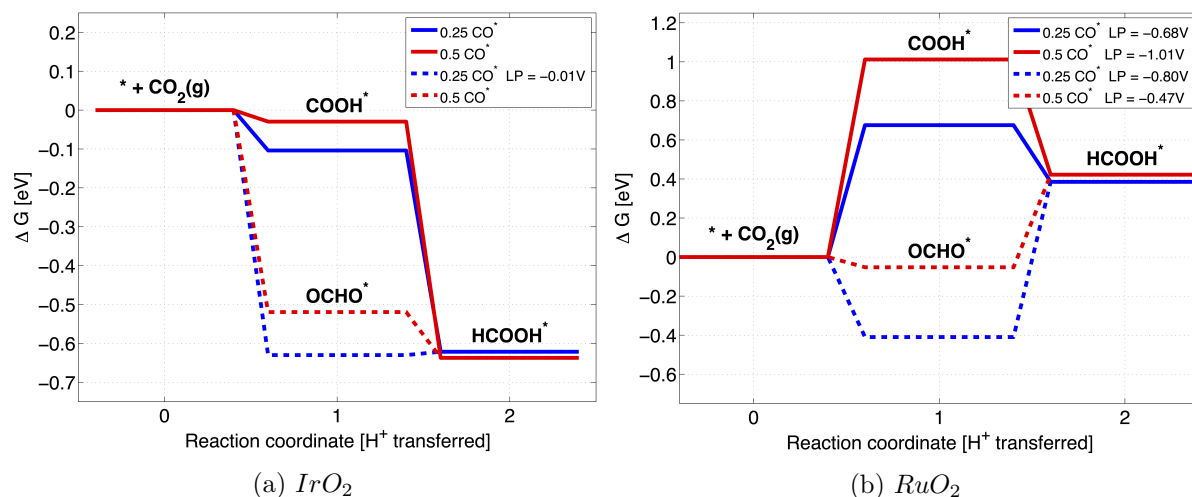 0.2
0.1
0
−0.1
−0.2
−0.3
−0.4
−0.5
−0.6
−0.7
Δ G [eV]
0.25 CO*
0.5 CO*
0.25 CO* LP = −0.01V
0.5 CO*
* + CO₂(g)
COOH*
OCHO*
HCOOH*
0 1 2
Reaction coordinate [H⁺ transferred]
(a) IrO₂
1.2
1
0.8
0.6
0.4
0.2
0
−0.2
−0.4
−0.6
Δ G [eV]
0.25 CO* LP = −0.68V
0.5 CO* LP = −1.01V
0.25 CO* LP = −0.80V
0.5 CO* LP = −0.47V
COOH*
HCOOH*
* + CO₂(g)
OCHO*
0 1 2
Reaction coordinate [H⁺ transferred]
(b) RuO₂